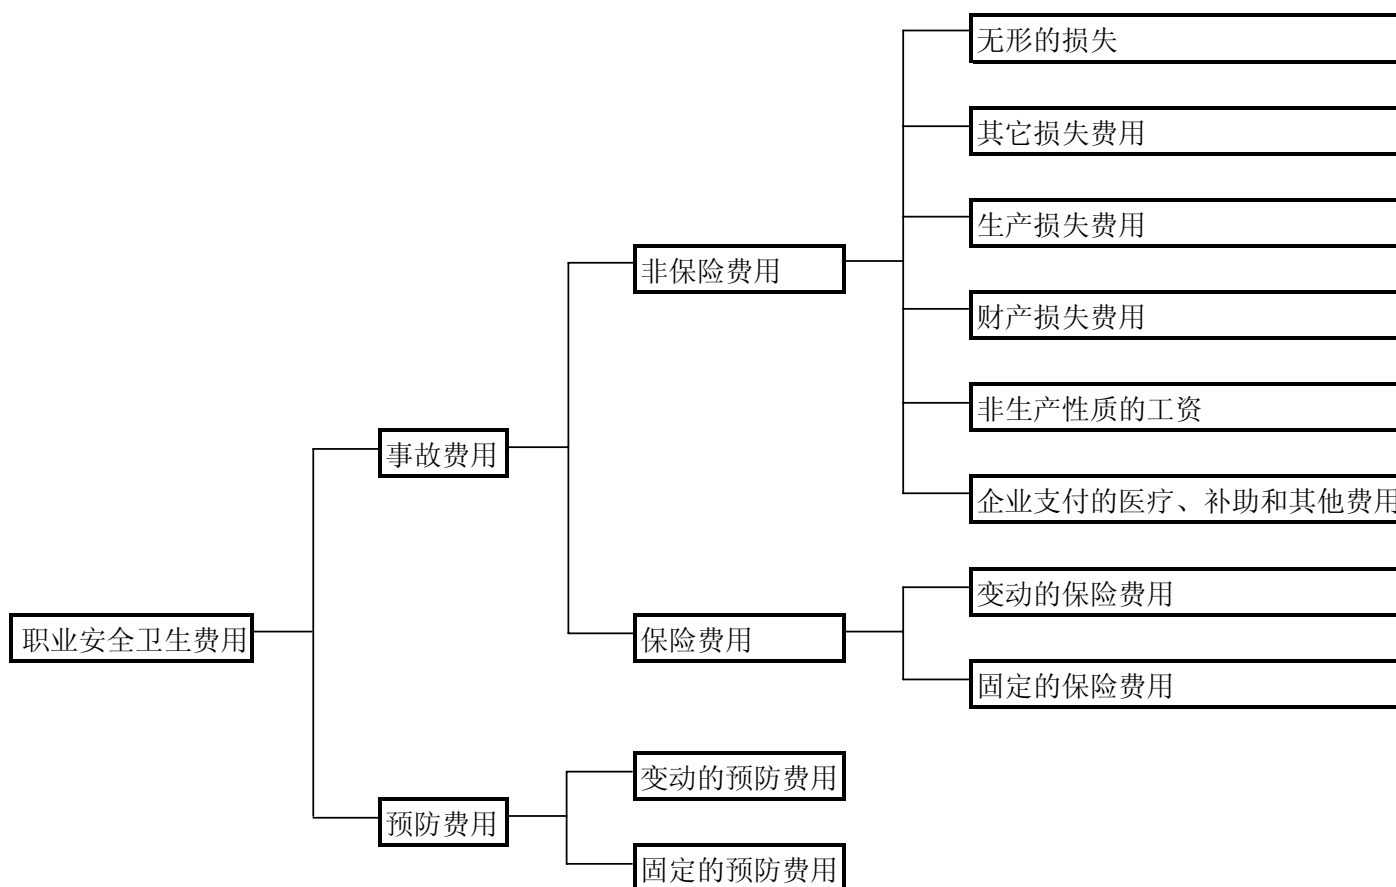 无形的损失
其它损失费用
生产损失费用
非保险费用
财产损失费用
非生产性质的工资
事故费用
企业支付的医疗、补助和其他费用
变动的保险费用
职业安全卫生费用
保险费用
固定的保险费用
变动的预防费用
预防费用
固定的预防费用